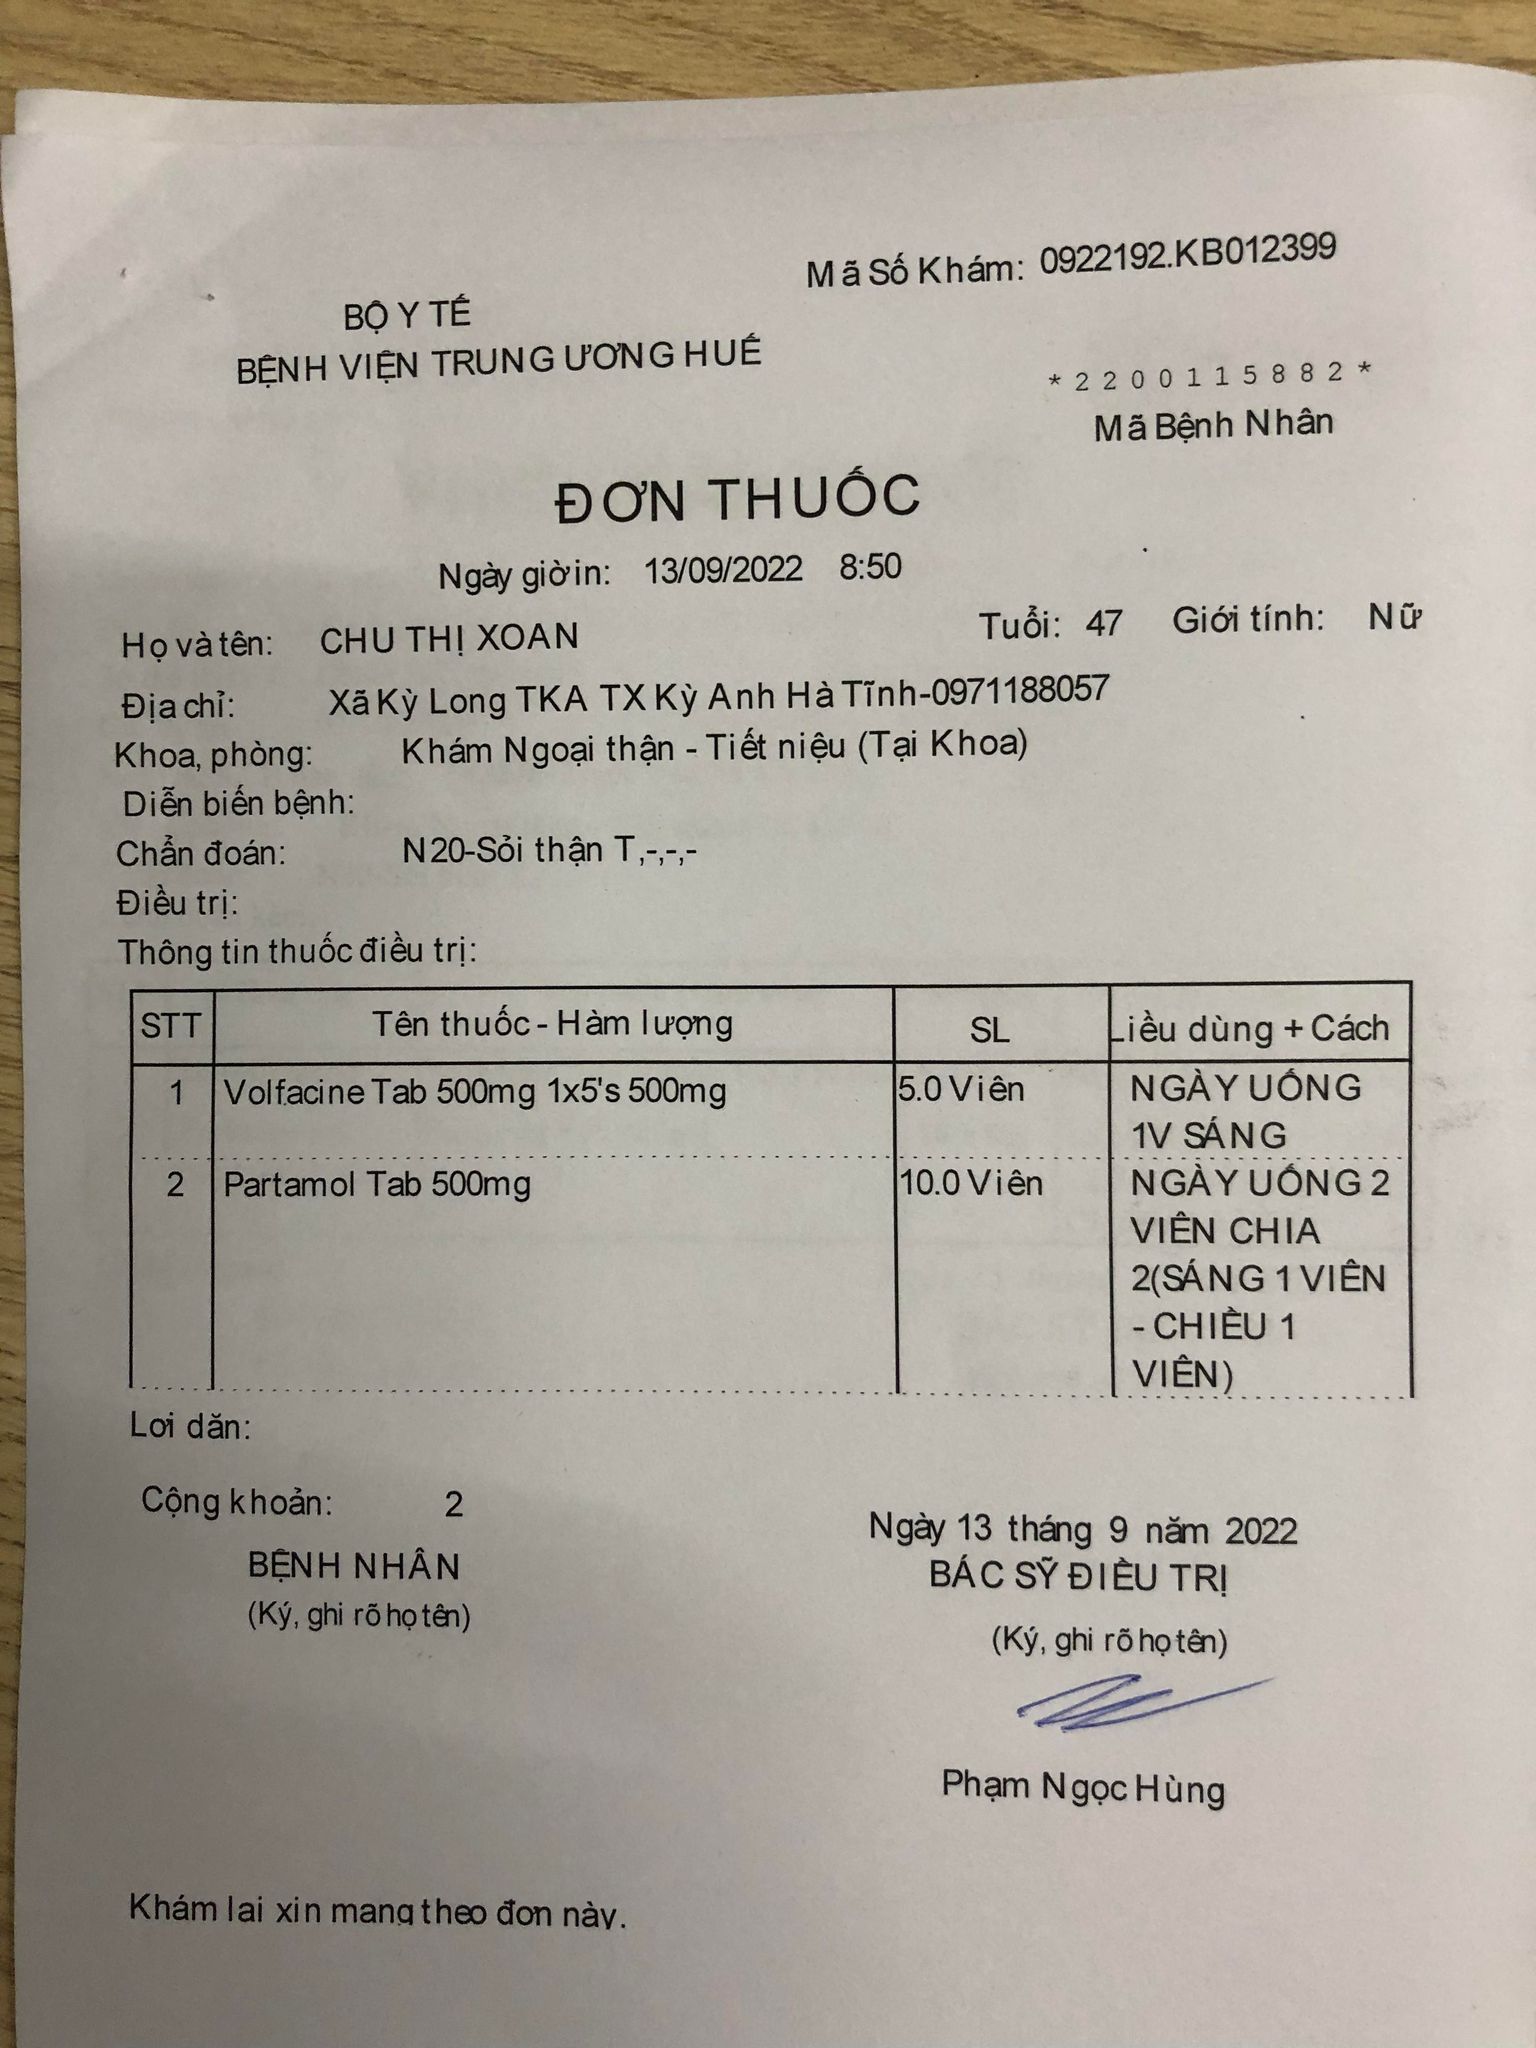 Mã Số Khám: 0922192.KB012399
BỘ Y TẾ
BỆNH VIỆN TRUNG ƯƠNG HUẾ
*2200115882*
Mã Bệnh Nhân
ĐƠN THUỐC
Ngày giờ in: 13/09/2022 8:50
Họ và tên: CHU THỊ XOAN Tuổi: 47 Giới tính: Nữ
Địa chỉ: Xã Kỳ Long TKA TX Kỳ Anh Hà Tĩnh-0971188057
Khoa, phòng: Khám Ngoại thận - Tiết niệu (Tại Khoa)
Diễn biến bệnh:
Chẩn đoán: N20-Sỏi thận T,-,-,-
Điều trị:
Thông tin thuốc điều trị:
STT Tên thuốc - Hàm lượng SL Liều dùng + Cách
1 Volfacine Tab 500mg 1x5's 500mg 5.0 Viên NGÀY UỐNG
1V SÁNG
2 Partamol Tab 500mg 10.0 Viên NGÀY UỐNG 2
VIÊN CHIA
2(SÁNG 1 VIÊN
- CHIỀU 1
VIÊN)
Lơi dăn:
Cộng khoản: 2
Ngày 13 tháng 9 năm 2022
BỆNH NHÂN BÁC SỸ ĐIỀU TRỊ
(Ký, ghi rõ họ tên) (Ký, ghi rõ họ tên)
Phạm Ngọc Hùng
Khám lai xin mang theo đơn này.